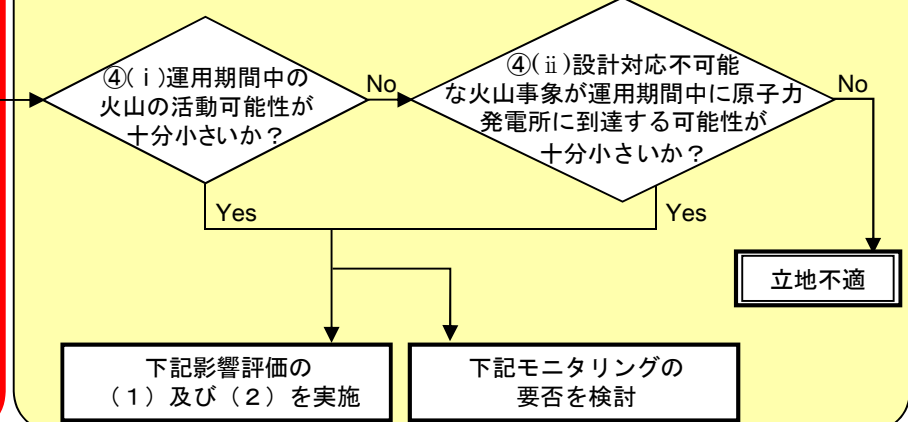 ④(ⅰ)運用期間中の
火山の活動可能性が
十分小さいか？
No
④(ⅱ)設計対応不可能
な火山事象が運用期間中に原子力
発電所に到達する可能性が
十分小さいか？
No
Yes
Yes
立地不適
下記影響評価の
（１）及び（２）を実施
下記モニタリングの
要否を検討